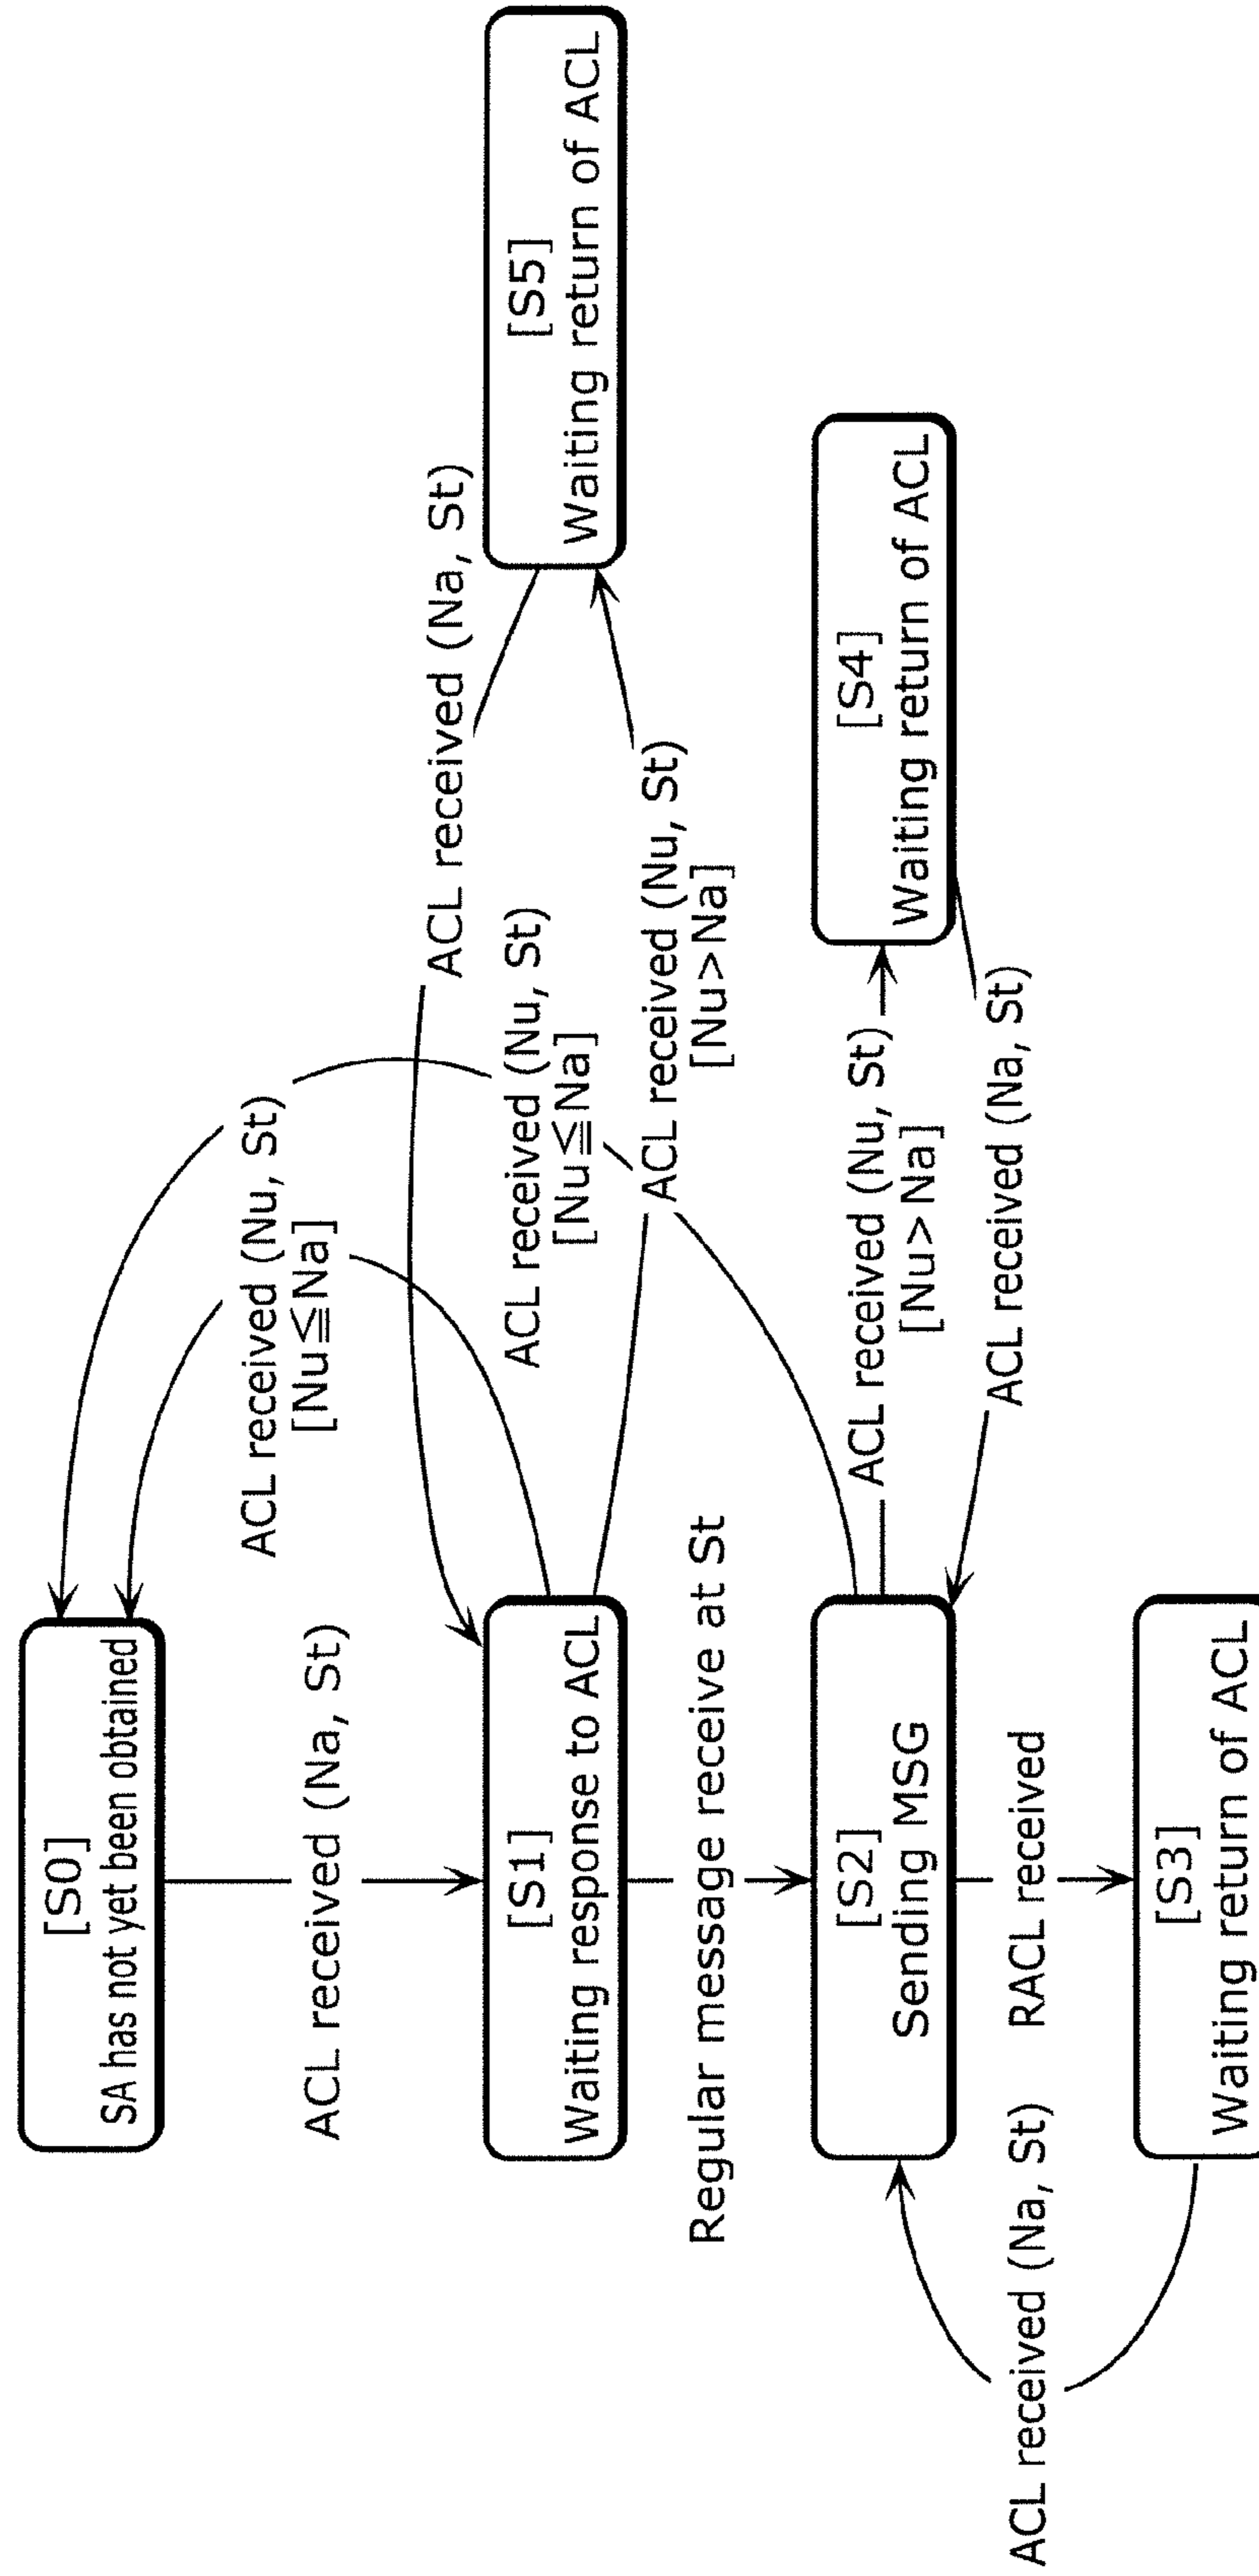 [S0]
SA has not yet been obtained
ACL received (Na, St)
ACL received (Nu, St)
[Nu≦Na]
ACL received (Na, St)
[S1]
Waiting response to ACL
ACL received (Nu, St)
[Nu≦Na]
[S5]
Waiting return of ACL
ACL received (Nu, St)
[Nu>Na]
Regular message receive at St
[S2]
Sending MSG
ACL received (Nu, St)
[Nu>Na]
[S4]
Waiting return of ACL
ACL received (Na, St)
ACL received (Na, St)
RACL received
[S3]
Waiting return of ACL